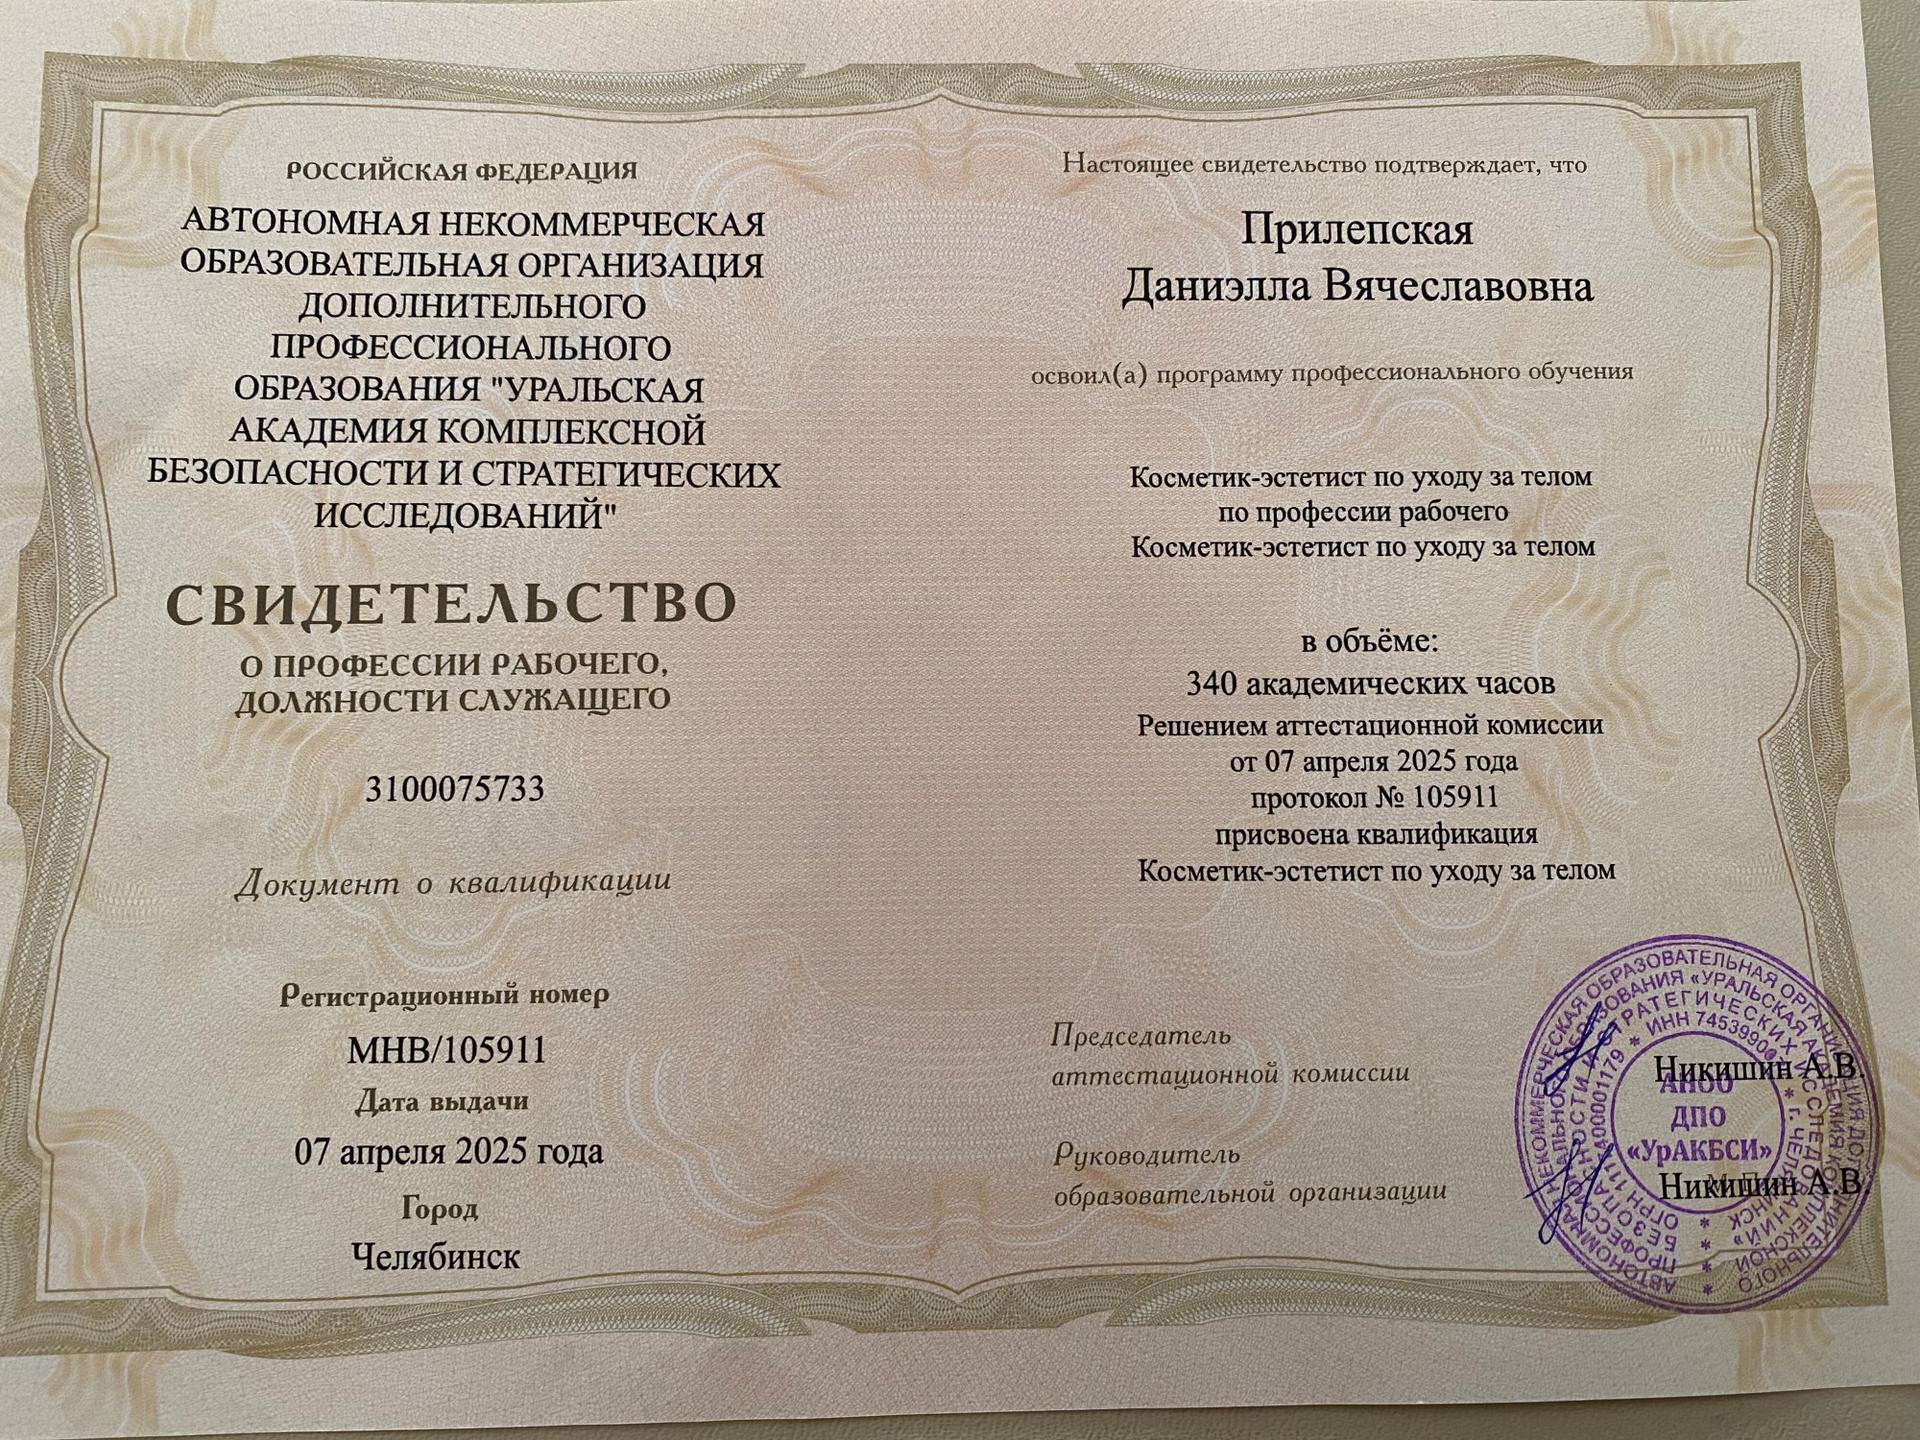 РОССИЙСКАЯ ФЕДЕРАЦИЯ
АВТОНОМНАЯ НЕКОММЕРЧЕСКАЯ
ОБРАЗОВАТЕЛЬНАЯ ОРГАНИЗАЦИЯ
ДОПОЛНИТЕЛЬНОГО
ПРОФЕССИОНАЛЬНОГО
ОБРАЗОВАНИЯ "УРАЛЬСКАЯ
АКАДЕМИЯ КОМПЛЕКСНОЙ
БЕЗОПАСНОСТИ И СТРАТЕГИЧЕСКИХ
ИССЛЕДОВАНИЙ"
СВИДЕТЕЛЬСТВО
О ПРОФЕССИИ РАБОЧЕГО,
ДОЛЖНОСТИ СЛУЖАЩЕГО
3100075733
Документ о квалификации
Регистрационный номер
МНВ/105911
Дата выдачи
07 апреля 2025 года
Город
Челябинск
Настоящее свидетельство подтверждает, что
Прилепская
Даниэлла Вячеславовна
освоил(а) программу профессионального обучения
Косметик-эстетист по уходу за телом
по профессии рабочего
Косметик-эстетист по уходу за телом
в объёме:
340 академических часов
Решением аттестационной комиссии
от 07 апреля 2025 года
протокол № 105911
присвоена квалификация
Косметик-эстетист по уходу за телом
Председатель
аттестационной комиссии
Никишин А.В.
Руководитель
образовательной организации
Никишин А.В
АНОО
ДПО
«УрАКБСИ»